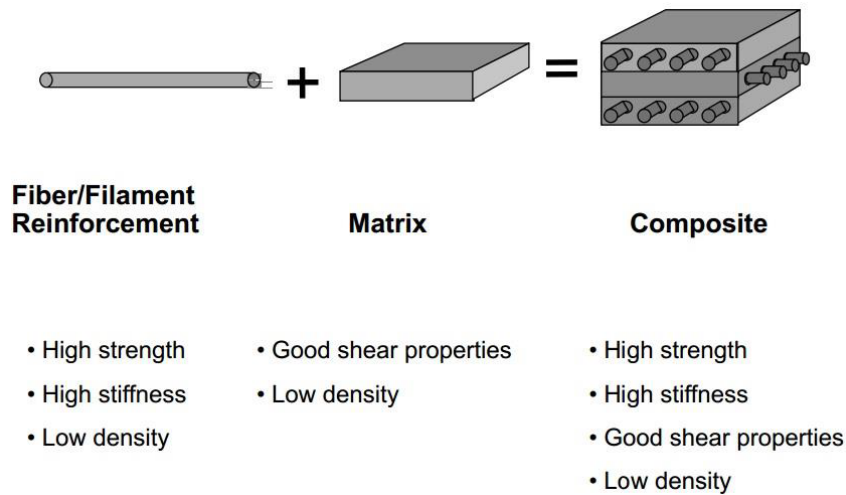 +
=
Fiber/Filament
Reinforcement
Matrix
Composite
• High strength
• High stiffness
• Low density
• Good shear properties
• Low density
• High strength
• High stiffness
• Good shear properties
• Low density